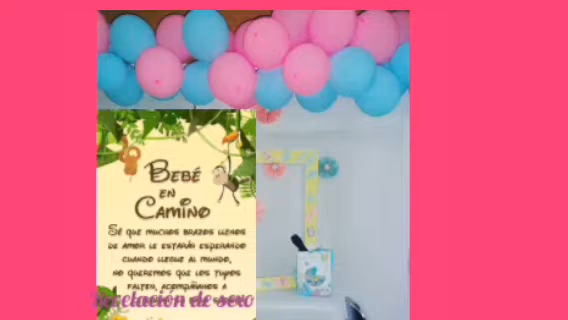 Bebé
en
Camino
Sé que muchos brazos llenos
de amor le estarán esperando
cuando llegue al mundo,
no queremos que los tuyos
falten, acompáñanos a
revelación de sexo